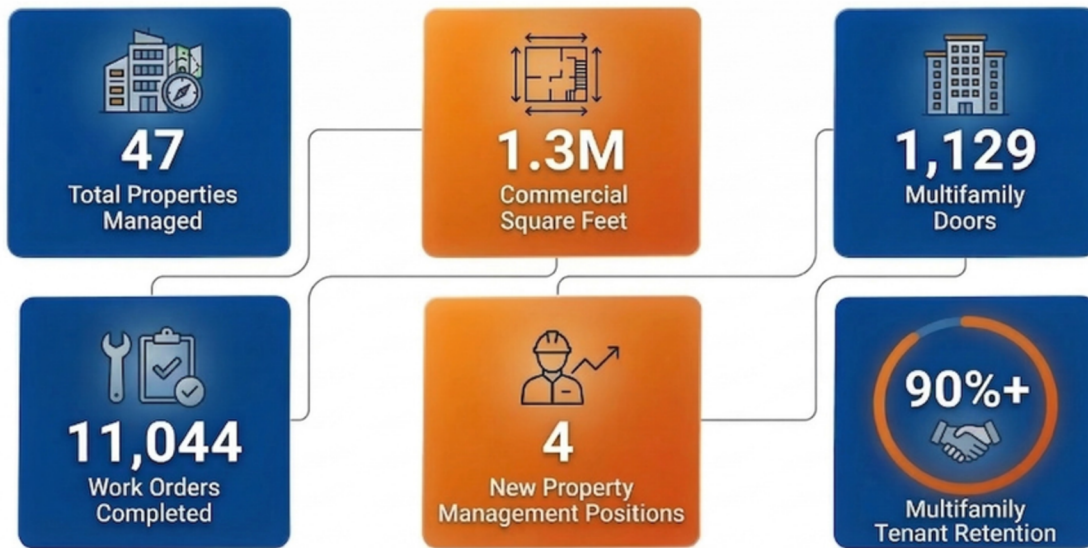 47
Total Properties
Managed
1.3M
Commercial
Square Feet
1,129
Multifamily
Doors
11,044
Work Orders
Completed
4
New Property
Management Positions
90%+
Multifamily
Tenant Retention